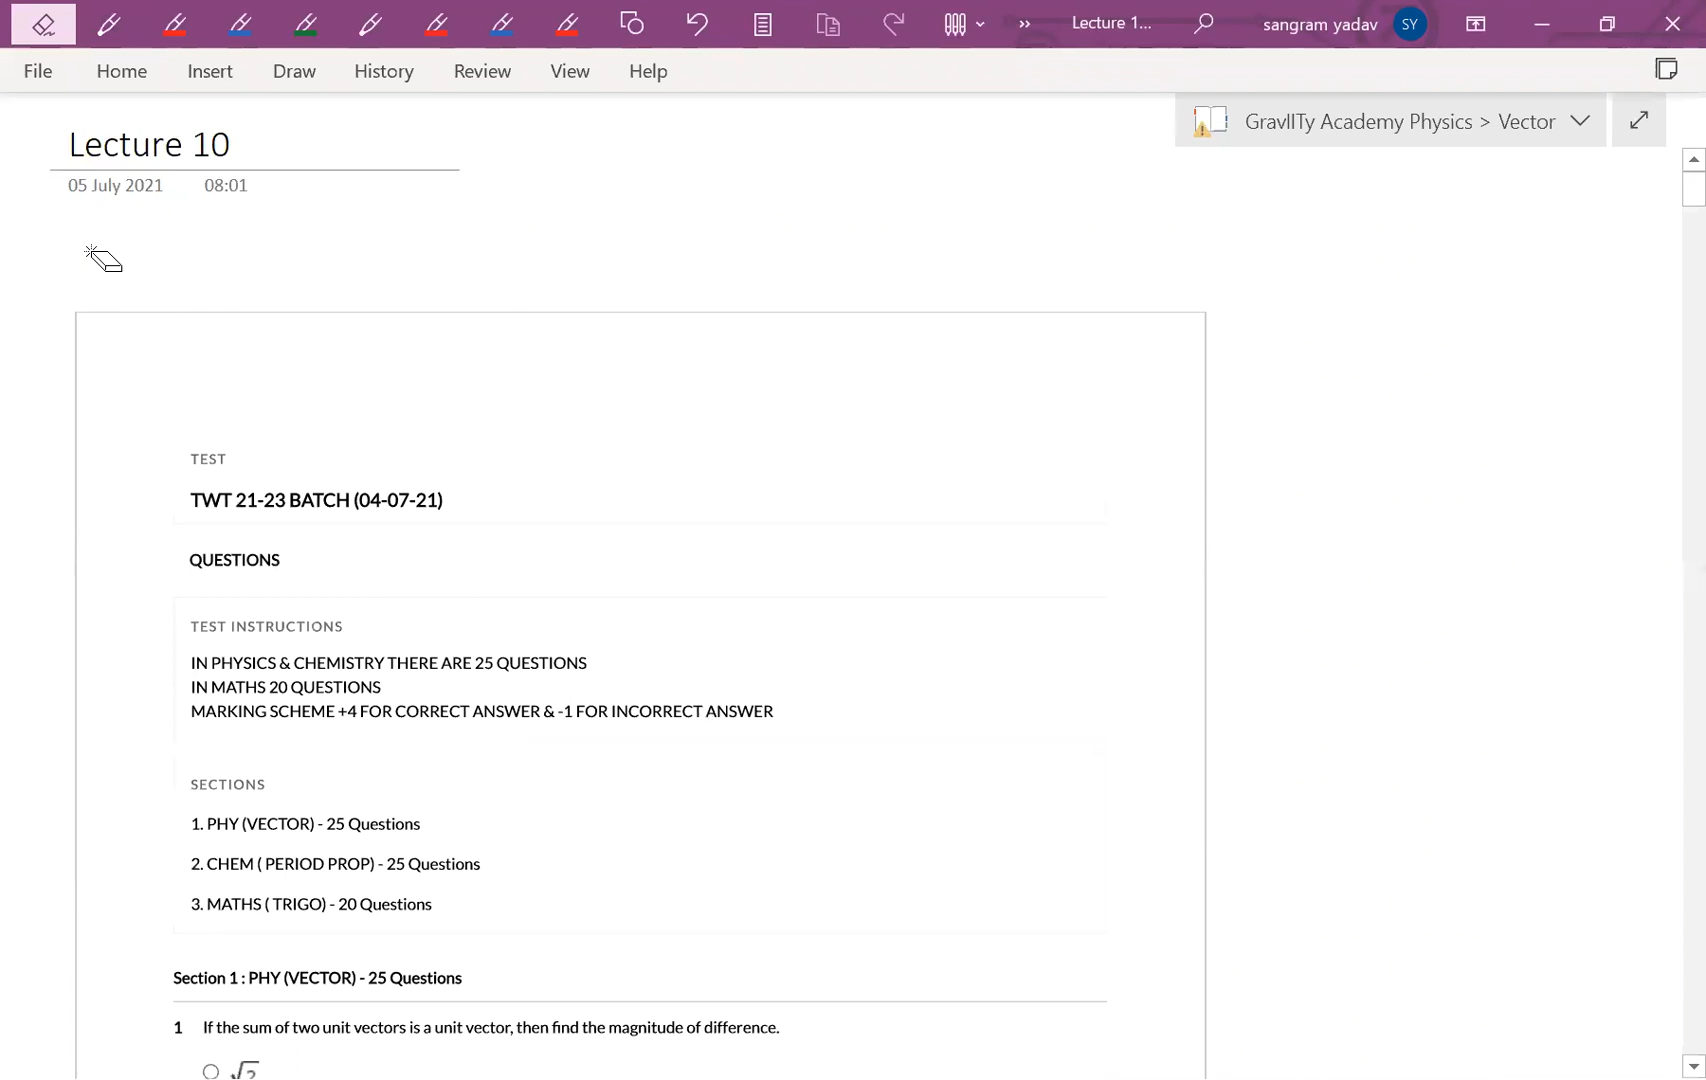 Lecture 1...
sangram yadav
SY
File Home Insert Draw History Review View Help
GravIITy Academy Physics > Vector
Lecture 10
05 July 2021 08:01
TEST
TWT 21-23 BATCH (04-07-21)
QUESTIONS
TEST INSTRUCTIONS
IN PHYSICS & CHEMISTRY THERE ARE 25 QUESTIONS
IN MATHS 20 QUESTIONS
MARKING SCHEME +4 FOR CORRECT ANSWER & -1 FOR INCORRECT ANSWER
SECTIONS
1. PHY (VECTOR) - 25 Questions
2. CHEM ( PERIOD PROP) - 25 Questions
3. MATHS ( TRIGO) - 20 Questions
Section 1 : PHY (VECTOR) - 25 Questions
1 If the sum of two unit vectors is a unit vector, then find the magnitude of difference.